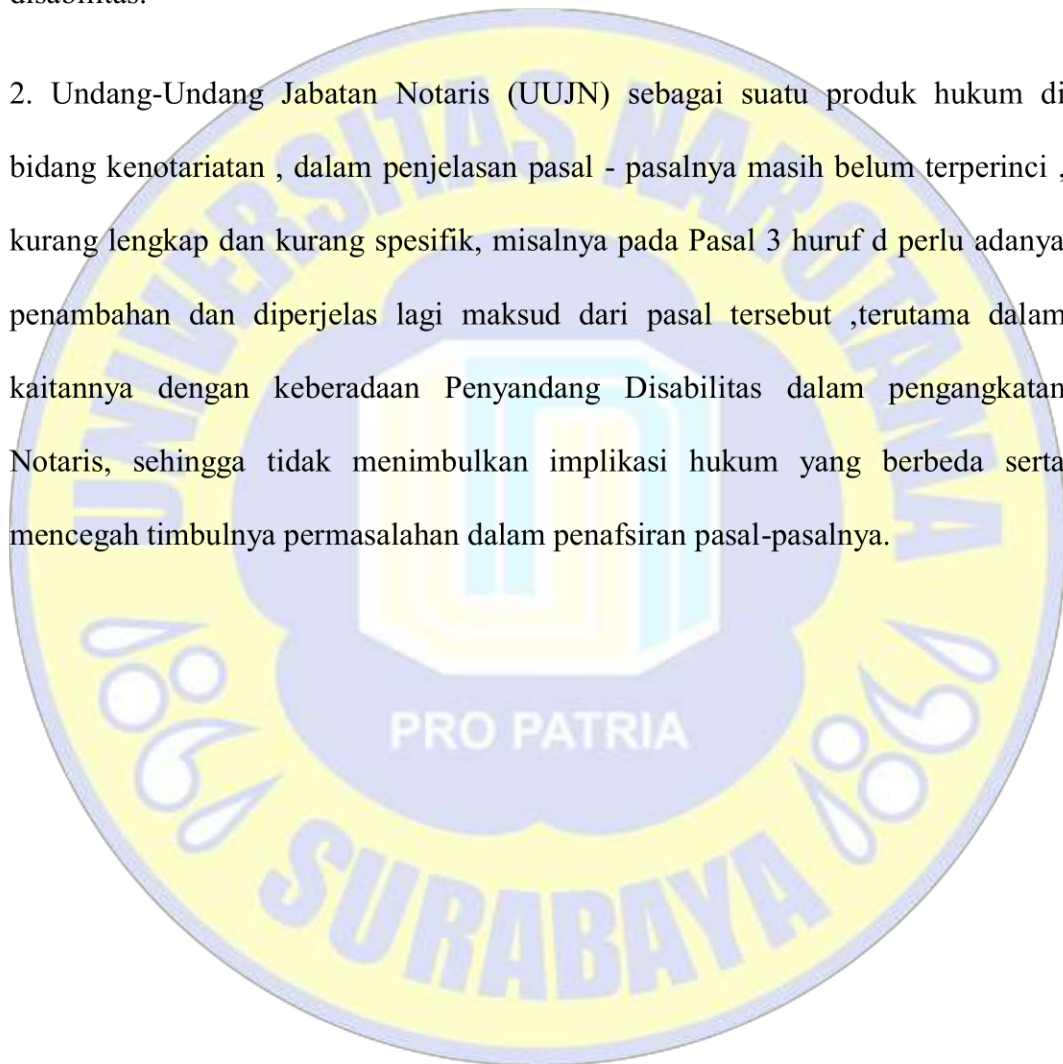 disabilitas.
2. Undang-Undang Jabatan Notaris (UUJN) sebagai suatu produk hukum di
bidang kenotariatan , dalam penjelasan pasal - pasalnya masih belum terperinci ,
kurang lengkap dan kurang spesifik, misalnya pada Pasal 3 huruf d perlu adanya
penambahan dan diperjelas lagi maksud dari pasal tersebut ,terutama dalam
kaitannya dengan keberadaan Penyandang Disabilitas dalam pengangkatan
Notaris, sehingga tidak menimbulkan implikasi hukum yang berbeda serta
mencegah timbulnya permasalahan dalam penafsiran pasal-pasalnya.
UNIVERSITAS NAROTAMA
PRO PATRIA
SURABAYA